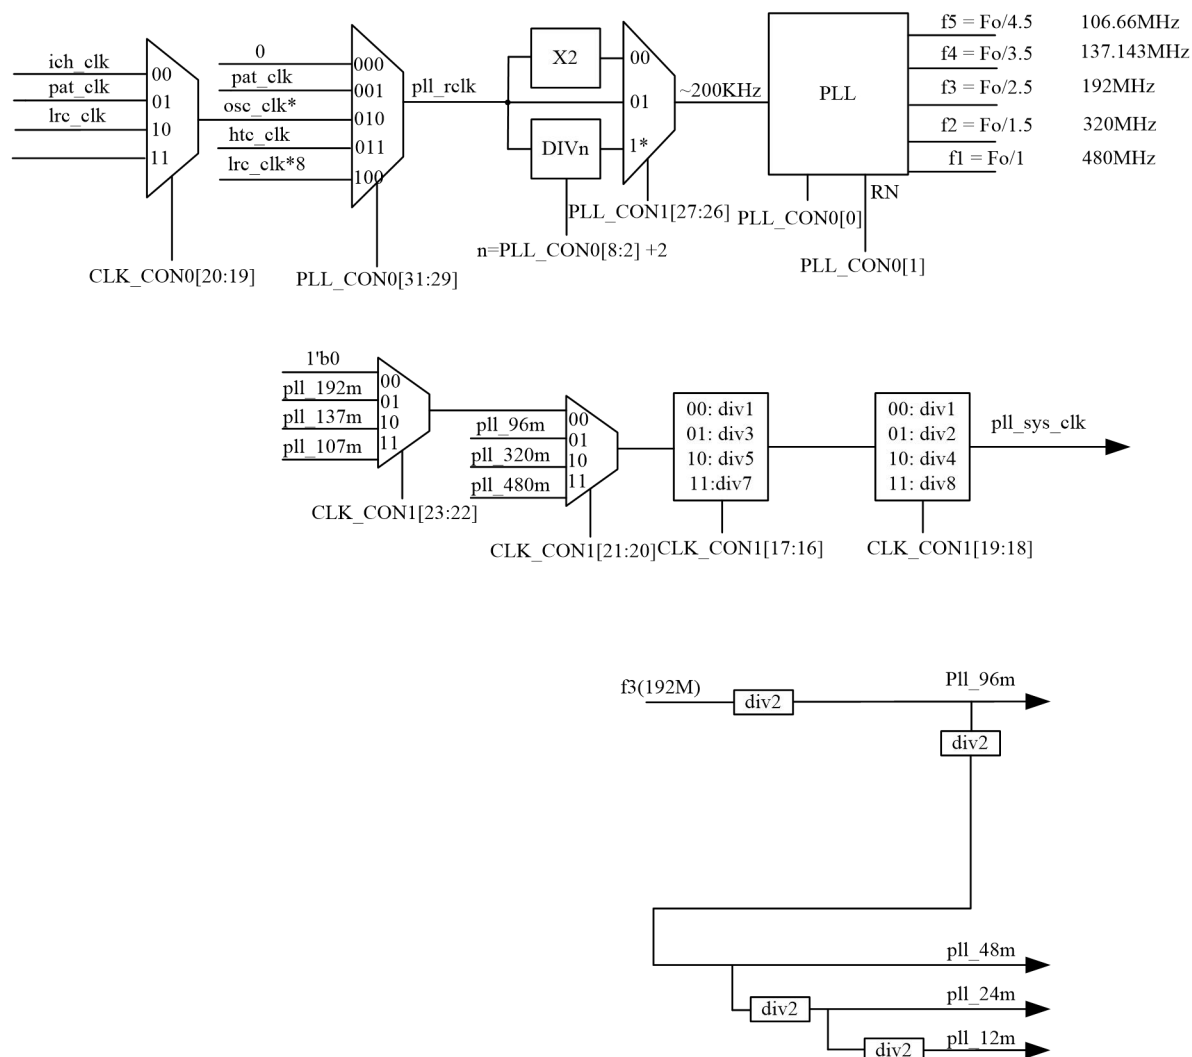 ich_clk
pat_clk
lrc_clk
00
01
10
11
CLK_CON0[20:19]
0
pat_clk
osc_clk*
htc_clk
lrc_clk*8
000
001
010
011
100
PLL_CON0[31:29]
pll_rclk
X2
DIVn
n=PLL_CON0[8:2] +2
00
01
1*
PLL_CON1[27:26]
~200KHz
PLL
PLL_CON0[0]
RN
PLL_CON0[1]
f5 = Fo/4.5 106.66MHz
f4 = Fo/3.5 137.143MHz
f3 = Fo/2.5 192MHz
f2 = Fo/1.5 320MHz
f1 = Fo/1 480MHz
1'b0
pll_192m
pll_137m
pll_107m
00
01
10
11
CLK_CON1[23:22]
pll_96m
pll_320m
pll_480m
00
01
10
11
CLK_CON1[21:20]
00: div1
01: div3
10: div5
11:div7
CLK_CON1[17:16]
00: div1
01: div2
10: div4
11: div8
CLK_CON1[19:18]
pll_sys_clk
f3(192M)
div2
Pll_96m
div2
pll_48m
div2
pll_24m
div2
pll_12m